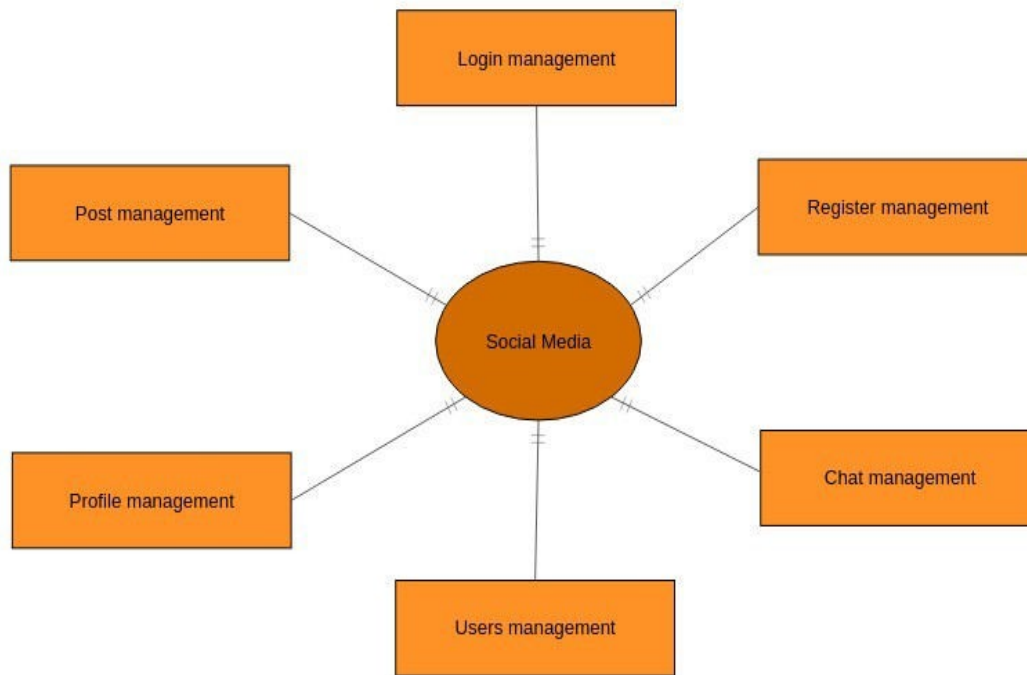 Login management
Post management
Register management
Social Media
Profile management
Chat management
Users management